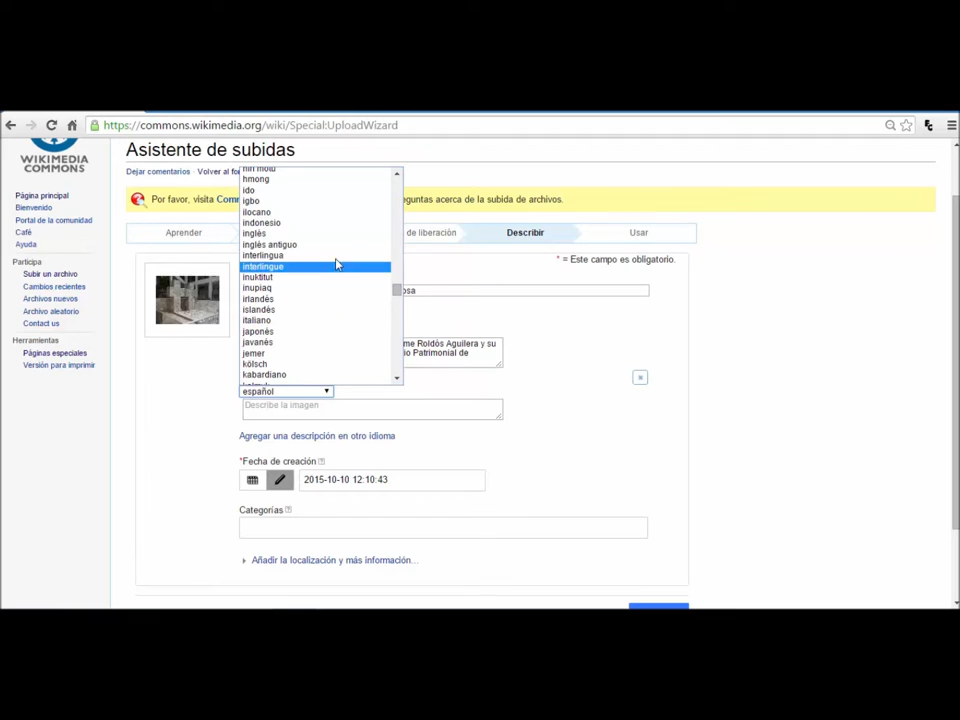 https://commons.wikimedia.org/wiki/Special:UploadWizard
WIKIMEDIA
COMMONS
Página principal
Bienvenido
Portal de la comunidad
Café
Ayuda
Participa
Subir un archivo
Cambios recientes
Archivos nuevos
Archivo aleatorio
Contact us
Herramientas
Páginas especiales
Versión para imprimir
Asistente de subidas
Dejar comentarios · Volver al fo
Por favor, visita Com
eguntas acerca de la subida de archivos.
Aprender
de liberación
Describir
Usar
* = Este campo es obligatorio.
hiri motu
hmong
ido
igbo
ilocano
indonesio
inglés
inglés antiguo
interlingua
interlingue
inuktitut
inupiaq
irlandés
islandés
italiano
japonés
javanés
jemer
kölsch
kabardiano
osa
me Roldós Aguilera y su
io Patrimonial de
español
Describe la imagen
Agregar una descripción en otro idioma
*Fecha de creación
2015-10-10 12:10:43
Categorías
Añadir la localización y más información...